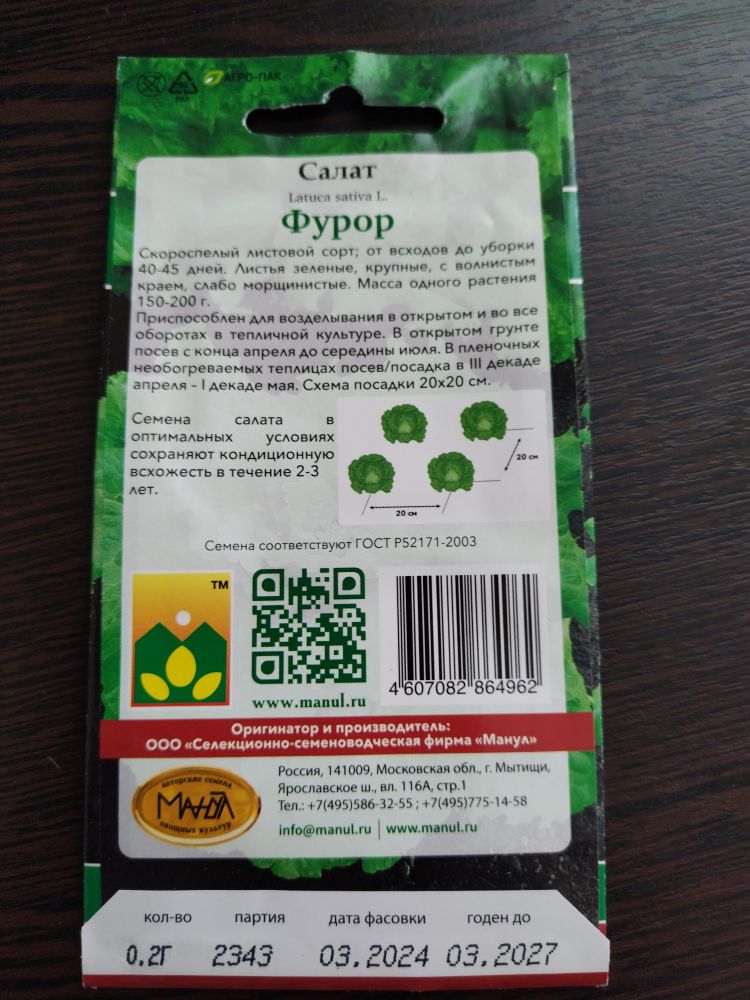 АГРО-ПАК
PAP
Салат
Latuca sativa L.
Фурор
Скороспелый листовой сорт; от всходов до уборки
40-45 дней. Листья зеленые, крупные, с волнистым
краем, слабо морщинистые. Масса одного растения
150-200 г.
Приспособлен для возделывания в открытом и во все
оборотах в тепличной культуре. В открытом грунте
посев с конца апреля до середины июля. В пленочных
необогреваемых теплицах посев/посадка в III декаде
апреля – I декаде мая. Схема посадки 20х20 см.
Семена салата в
оптимальных условиях
сохраняют кондиционную
всхожесть в течение 2-3
лет.
20 см
20 см
Семена соответствуют ГОСТ Р52171-2003
TM
www.manul.ru
4 607082 864962
Оригинатор и производитель:
ООО «Селекционно-семеноводческая фирма «Манул»
авторские семена
МАНУЛ
овощных культур
Россия, 141009, Московская обл., г. Мытищи,
Ярославское ш., вл. 116А, стр.1
Тел.: +7(495)586-32-55 ; +7(495)775-14-58
info@manul.ru | www.manul.ru
кол-во партия дата фасовки годен до
0.2Г 2343 03.2024 03.2027